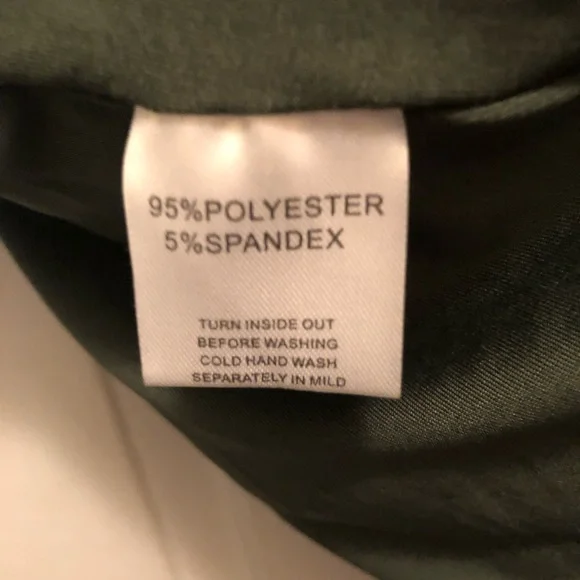 95%POLYESTER
5%SPANDEX
TURN INSIDE OUT
BEFORE WASHING
COLD HAND WASH
SEPARATELY IN MILD